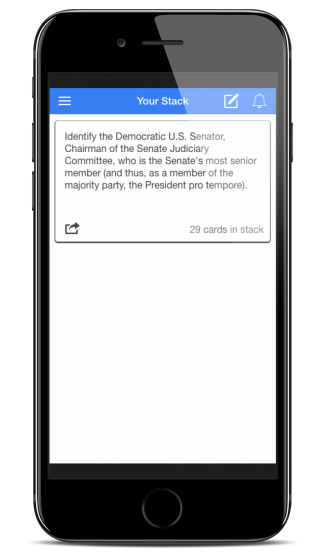 Your Stack
Identify the Democratic U.S. Senator,
Chairman of the Senate Judiciary
Committee, who is the Senate's most senior
member (and thus, as a member of the
majority party, the President pro tempore).
29 cards in stack